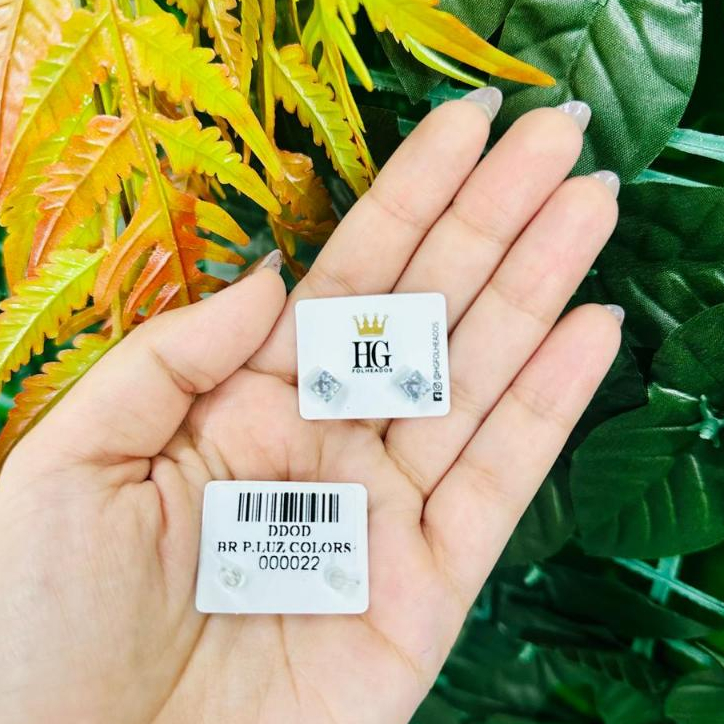 HG
FOLHEADOS
@HGFOLHEADOS
DDOD
BR P.LUZ COLORS
000022